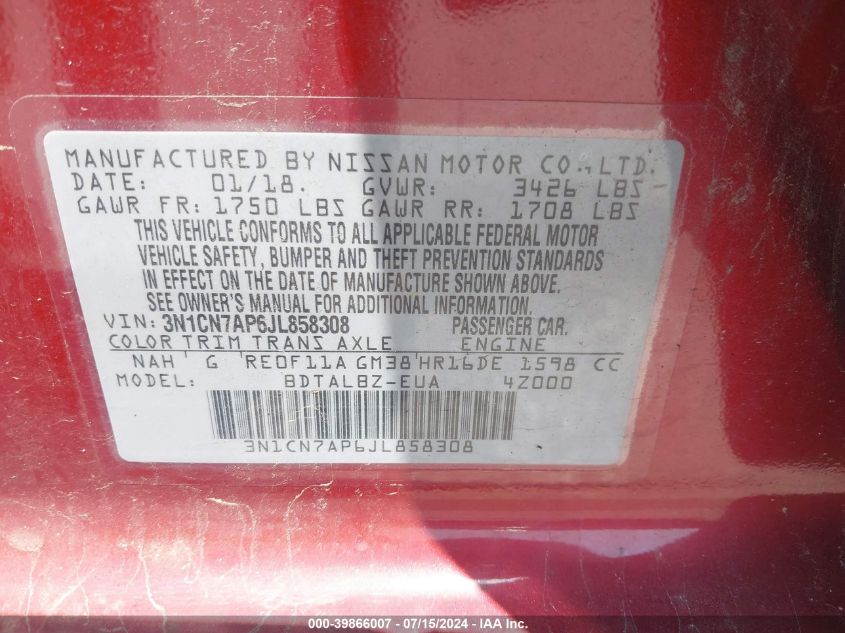 MANUFACTURED BY NISSAN MOTOR CO., LTD.
DATE: 01/18. GVWR: 3426 LBS
GAWR FR: 1750 LBS GAWR RR: 1708 LBS
THIS VEHICLE CONFORMS TO ALL APPLICABLE FEDERAL MOTOR
VEHICLE SAFETY, BUMPER AND THEFT PREVENTION STANDARDS
IN EFFECT ON THE DATE OF MANUFACTURE SHOWN ABOVE.
SEE OWNER'S MANUAL FOR ADDITIONAL INFORMATION.
VIN: 3N1CN7AP6JL858308 PASSENGER CAR.
COLOR TRIM TRANS AXLE ENGINE
NAH G RE0F11A GM38 HR16DE 1598 CC
MODEL: BDTALBZ-EUA 4Z000
3N1CN7AP6JL858308
000-39866007 - 07/15/2024 - IAAI.com